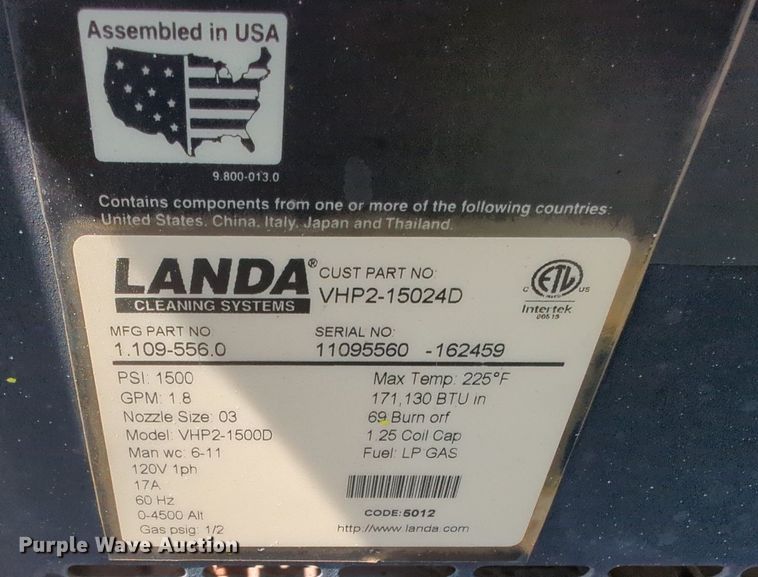 Assembled in USA
9.800-013.0
Contains components from one or more of the following countries:
United States, China, Italy, Japan and Thailand.
LANDA®
CLEANING SYSTEMS
CUST PART NO:
VHP2-15024D
C ETL US
Intertek
MFG PART NO
SERIAL NO:
1.109-556.0
11095560 -162459
PSI: 1500
Max Temp: 225°F
GPM: 1.8
171,130 BTU in
Nozzle Size: 03
69 Burn orf
Model: VHP2-1500D
1.25 Coil Cap
Man wc: 6-11
Fuel: LP GAS
120V 1ph
17A
60 Hz
0-4500 Alt
CODE:5012
Gas psig: 1/2
http://www.landa.com
Purple Wave Auction